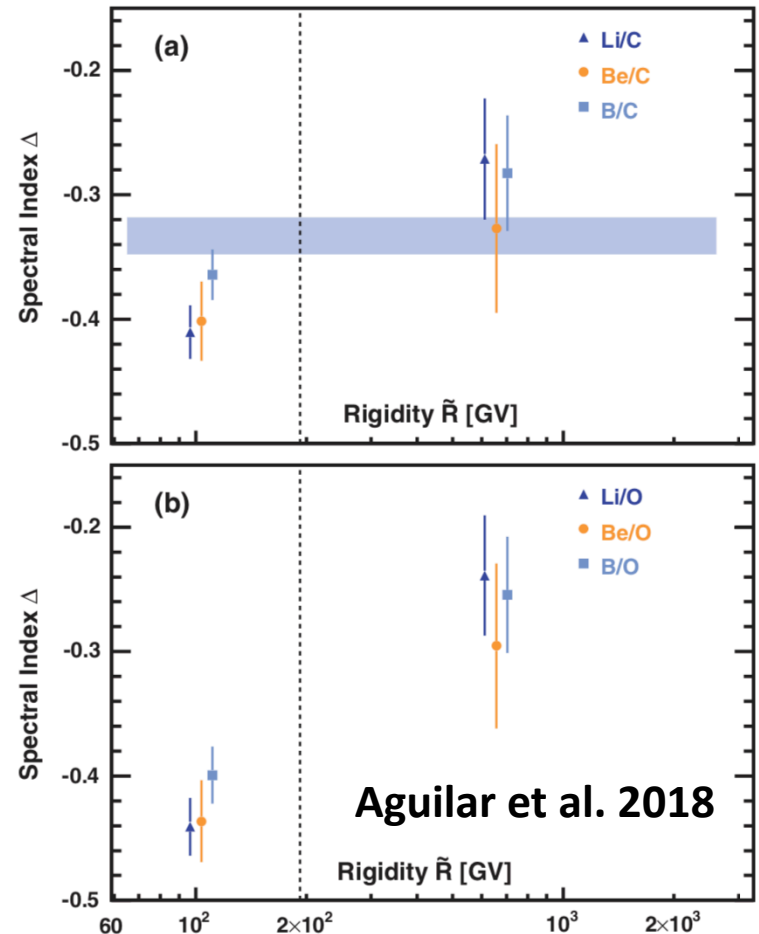 (a)
Li/C
Be/C
B/C
-0.2
-0.3
-0.4
-0.5
Spectral Index Δ
Rigidity R̃ [GV]
(b)
Li/O
Be/O
B/O
-0.2
-0.3
-0.4
-0.5
Spectral Index Δ
Aguilar et al. 2018
Rigidity R̃ [GV]
60 10² 2×10² 10³ 2×10³